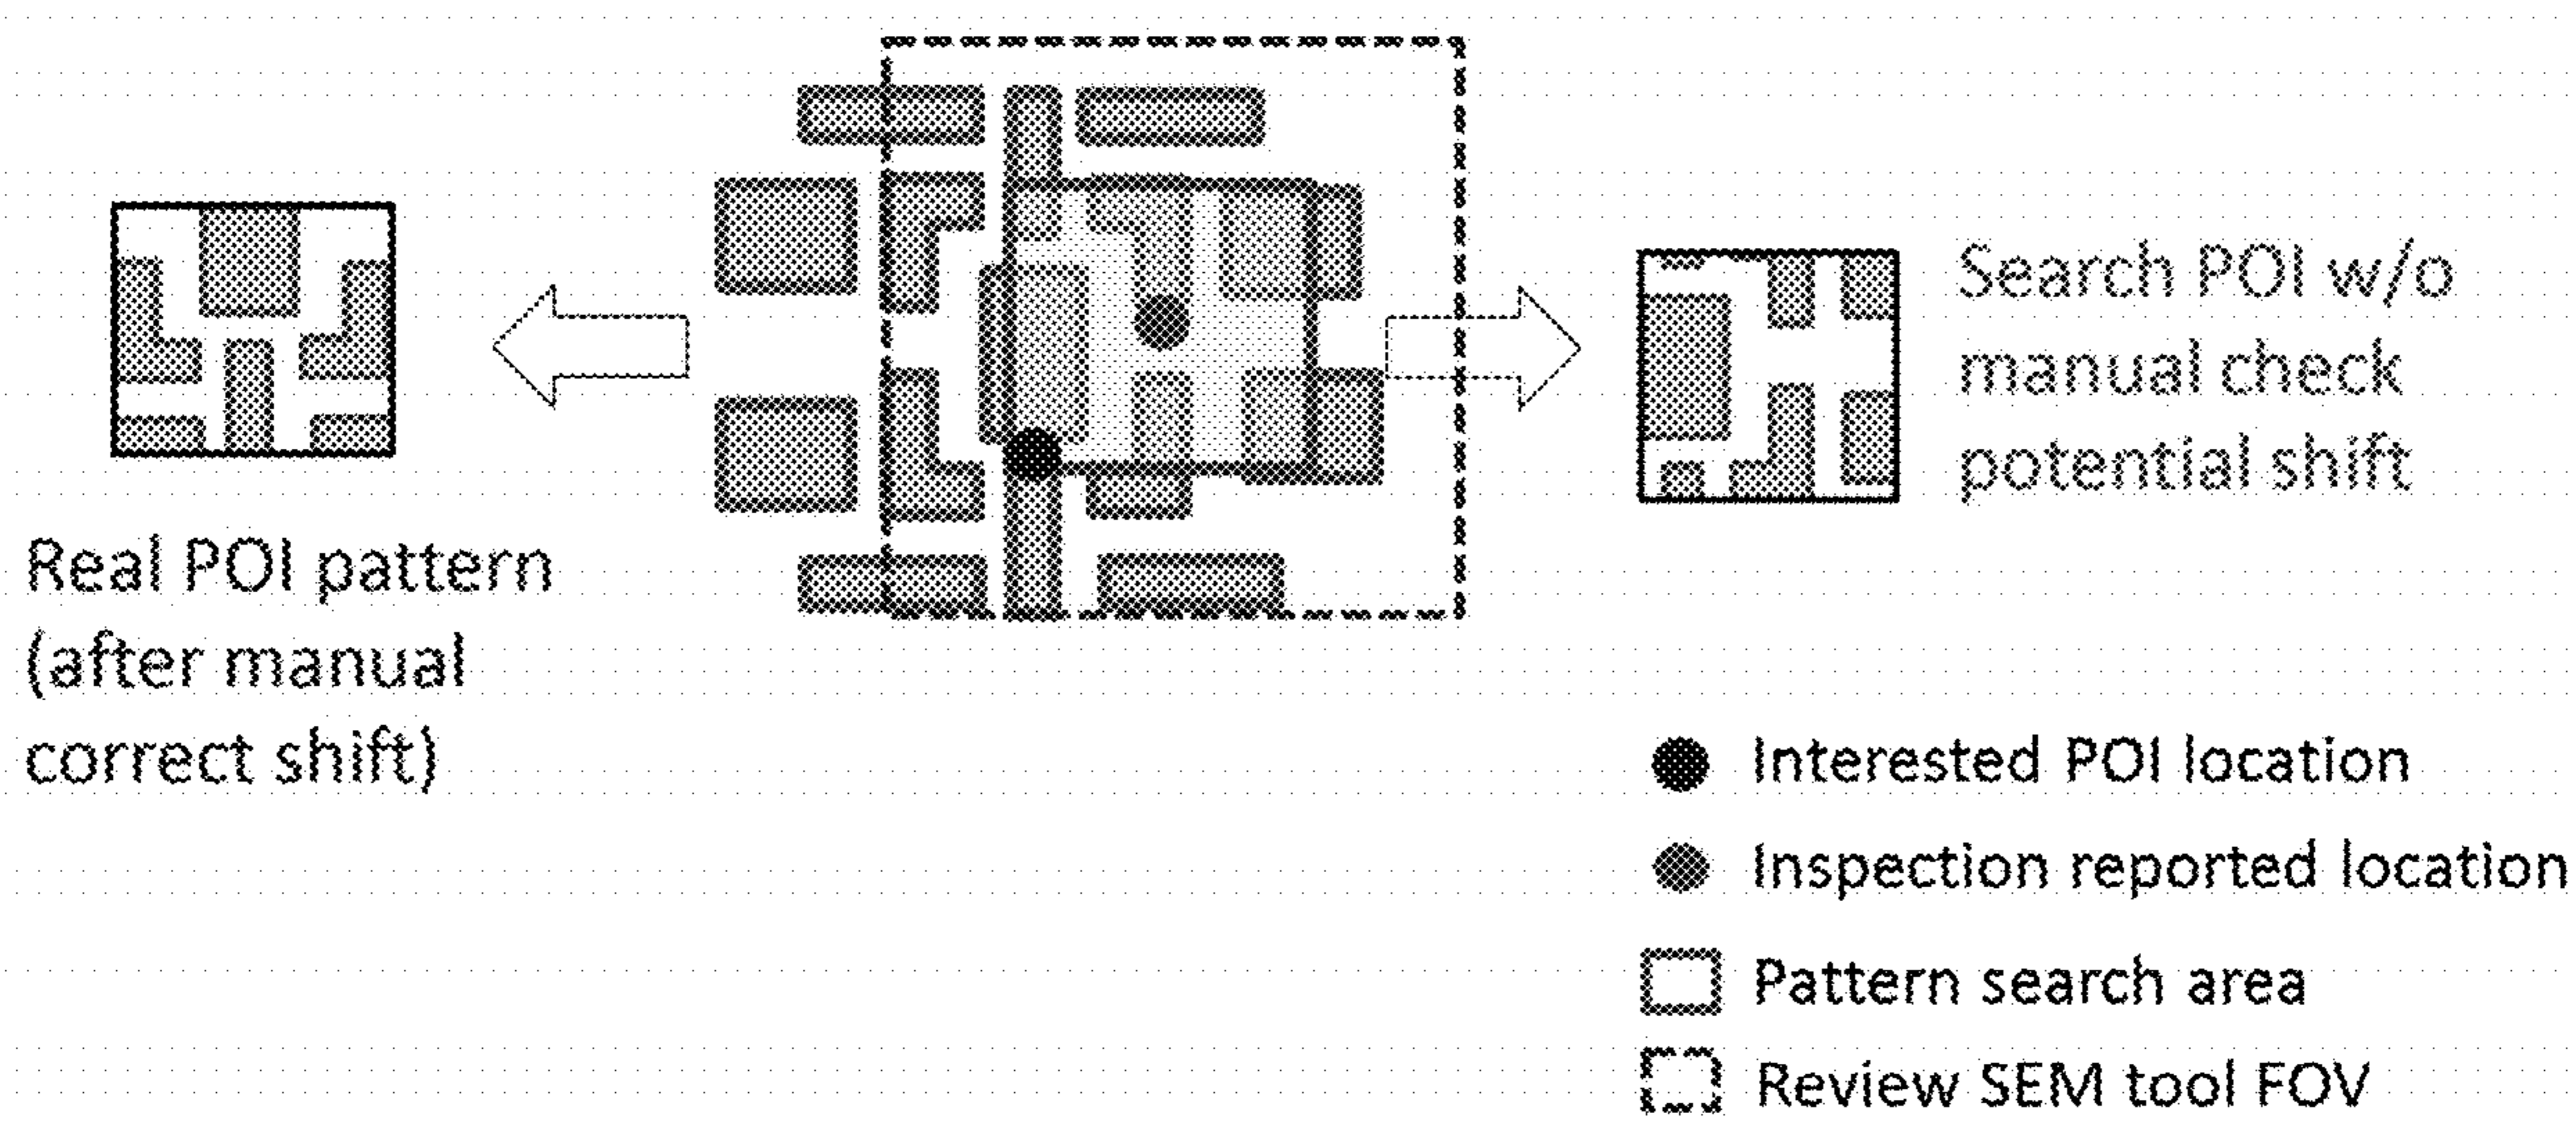 Search POI w/o
manual check
potential shift
Real POI pattern
(after manual
correct shift)
Interested POI location
Inspection reported location
Pattern search area
Review SEM tool FOV